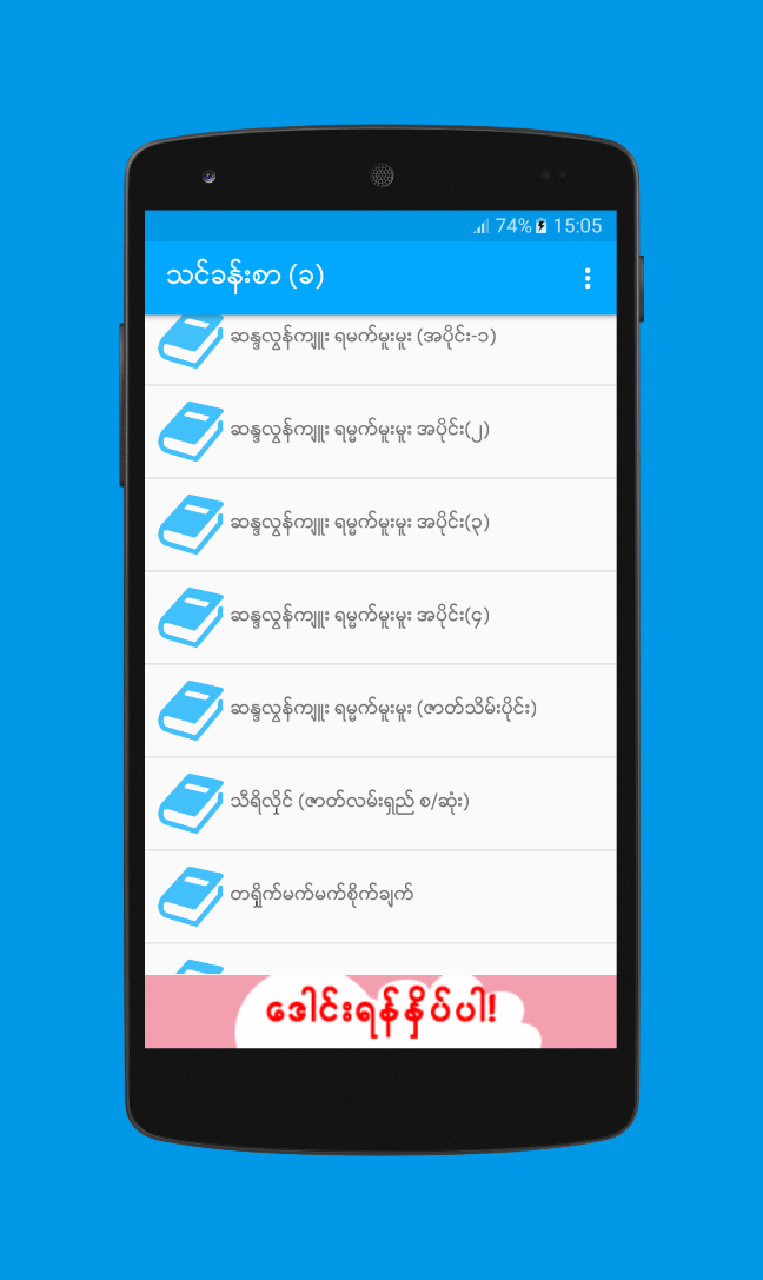 74% 15:05
သင်ခန်းစာ (ခ)
ဆန္ဒလွန်ကျူး ရမက်မူးမူး (အပိုင်း-၁)
ဆန္ဒလွန်ကျူး ရမ္မက်မူးမူး အပိုင်း(၂)
ဆန္ဒလွန်ကျူး ရမ္မက်မူးမူး အပိုင်း(၃)
ဆန္ဒလွန်ကျူး ရမ္မက်မူးမူး အပိုင်း(၄)
ဆန္ဒလွန်ကျူး ရမ္မက်မူးမူး (ဇာတ်သိမ်းပိုင်း)
သီရိလှိုင် (ဇာတ်လမ်းရှည် စ/ဆုံး)
တရှိုက်မက်မက်စိုက်ချက်
ဒေါင်းရန်နှိပ်ပါ!